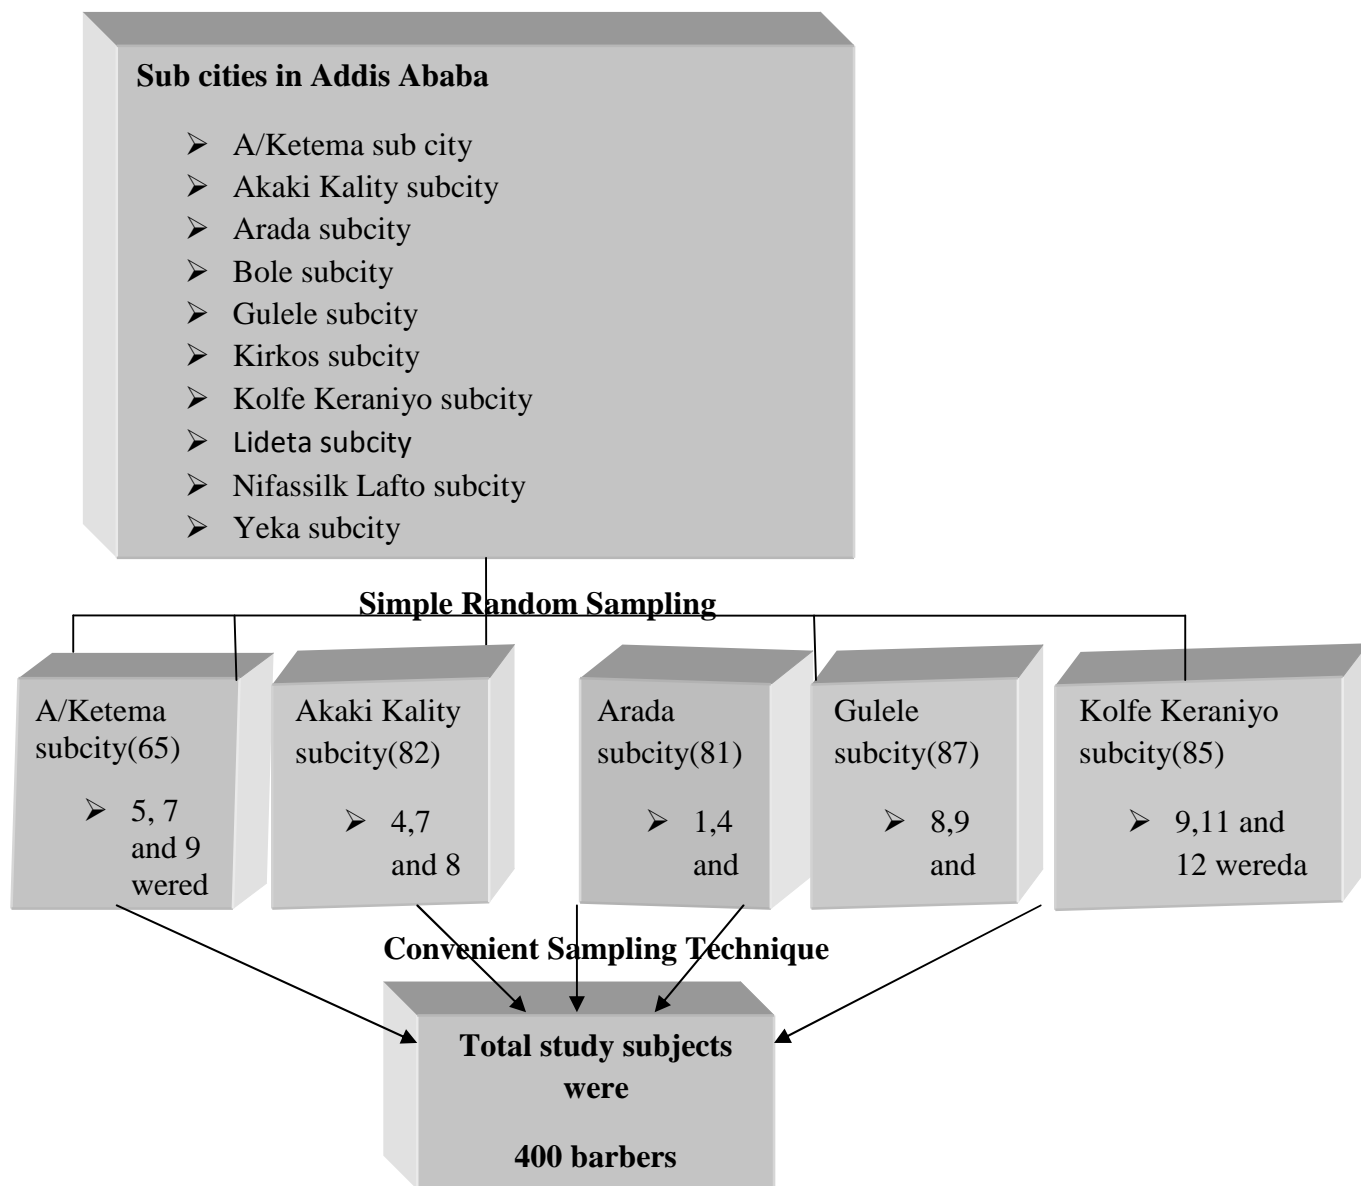 Sub cities in Addis Ababa
➢ A/Ketema sub city
➢ Akaki Kality subcity
➢ Arada subcity
➢ Bole subcity
➢ Gulele subcity
➢ Kirkos subcity
➢ Kolfe Keraniyo subcity
➢ Lideta subcity
➢ Nifassilk Lafto subcity
➢ Yeka subcity
Simple Random Sampling
A/Ketema
subcity(65)
➢ 5, 7
and 9
wered
Akaki Kality
subcity(82)
➢ 4,7
and 8
Arada
subcity(81)
➢ 1,4
and
Gulele
subcity(87)
➢ 8,9
and
Kolfe Keraniyo
subcity(85)
➢ 9,11 and
12 wereda
Convenient Sampling Technique
Total study subjects
were
400 barbers